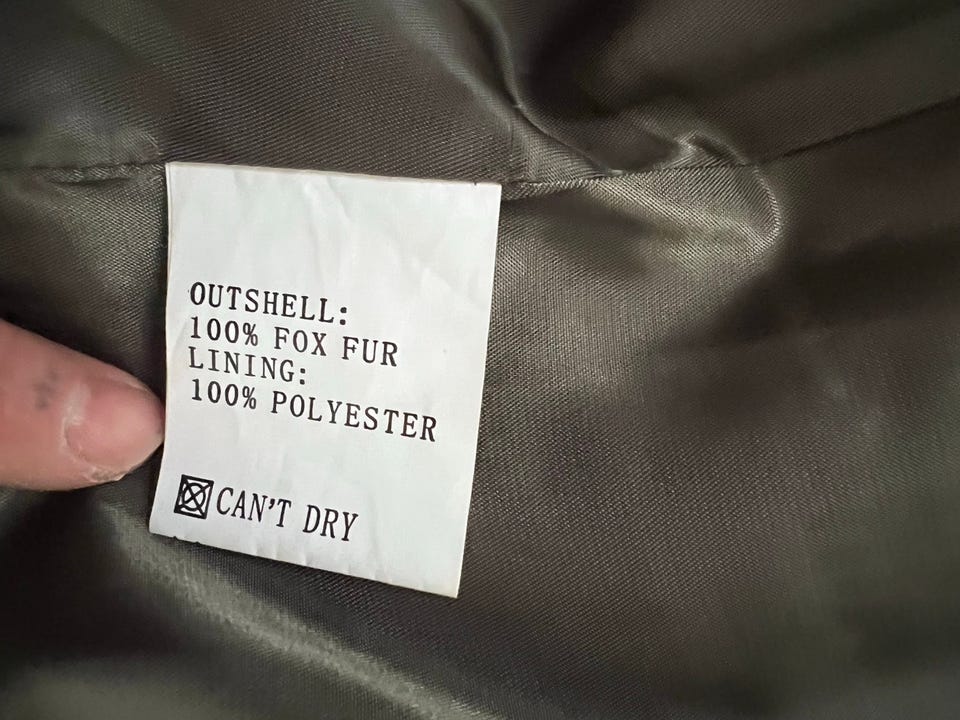 OUTSHELL:
100% FOX FUR
LINING:
100% POLYESTER
CAN'T DRY